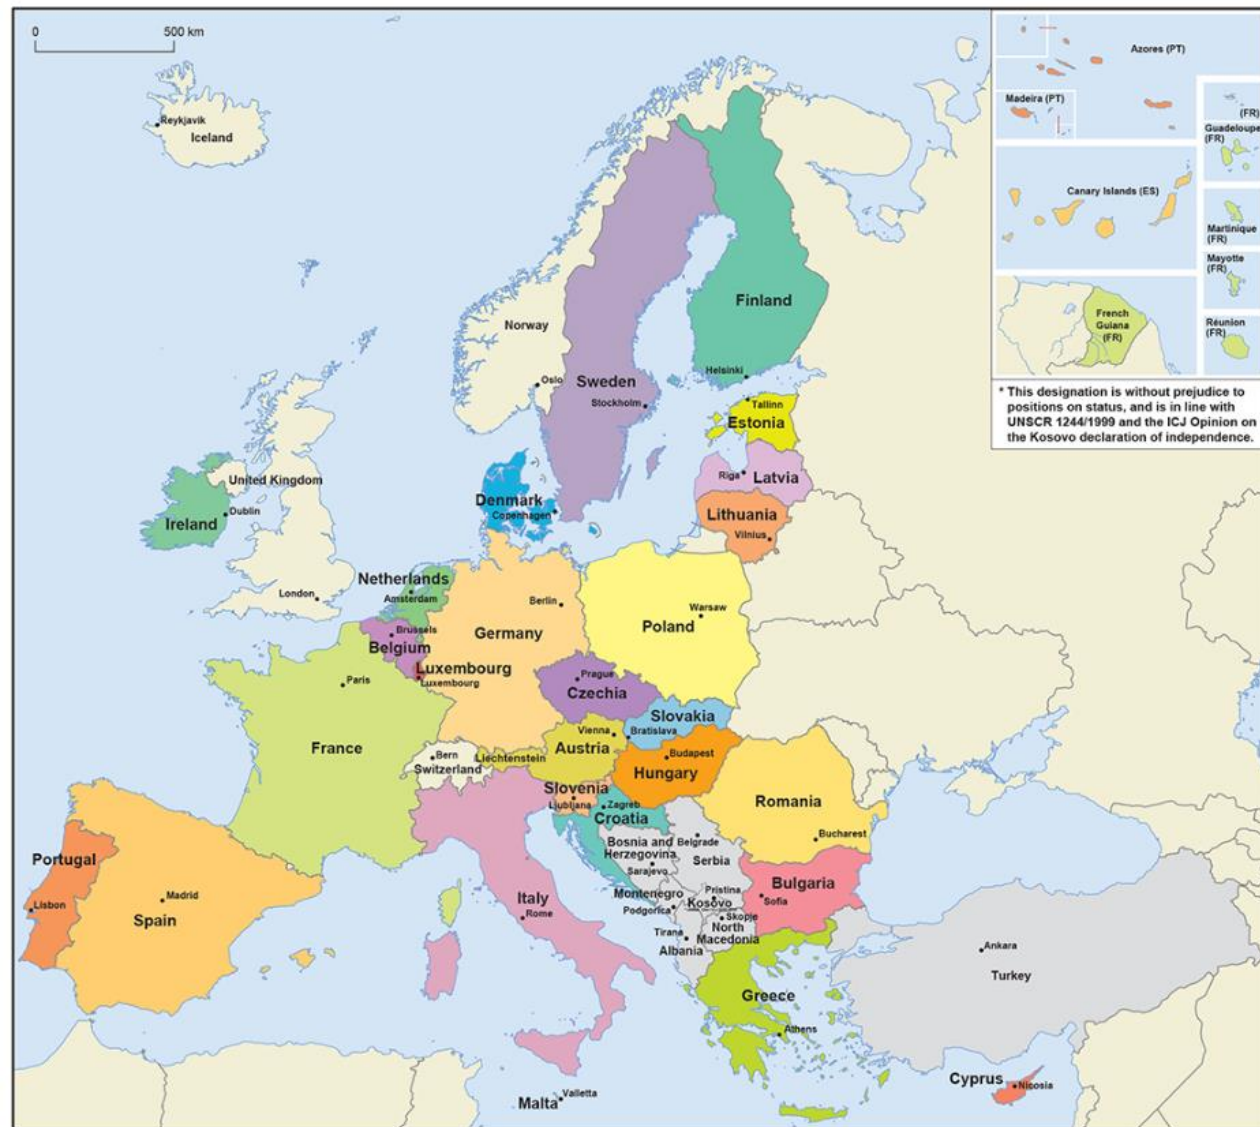 0 500 km
Azores (PT)
Madeira (PT)
(FR)
Guadeloupe
(FR)
Canary Islands (ES)
Martinique
(FR)
Mayotte
(FR)
French
Guiana
(FR)
Réunion
(FR)
* This designation is without prejudice to
positions on status, and is in line with
UNSCR 1244/1999 and the ICJ Opinion on
the Kosovo declaration of independence.
Reykjavik
Iceland
Finland
Helsinki
Norway
Oslo
Sweden
Stockholm
Tallinn
Estonia
Riga
Latvia
Lithuania
Vilnius
United Kingdom
Dublin
Ireland
London
Denmark
Copenhagen
Netherlands
Amsterdam
Berlin
Germany
Warsaw
Poland
Brussels
Belgium
Luxembourg
Luxembourg
Paris
France
Prague
Czechia
Slovakia
Bratislava
Vienna
Austria
Liechtenstein
Bern
Switzerland
Budapest
Hungary
Slovenia
Ljubljana
Zagreb
Croatia
Romania
Bucharest
Bosnia and
Herzegovina
Sarajevo
Belgrade
Serbia
Montenegro
Podgorica
Pristina
Kosovo
Bulgaria
Sofia
Skopje
North
Macedonia
Tirana
Albania
Portugal
Lisbon
Madrid
Spain
Italy
Rome
Greece
Athens
Ankara
Turkey
Cyprus
Nicosia
Malta
Valletta